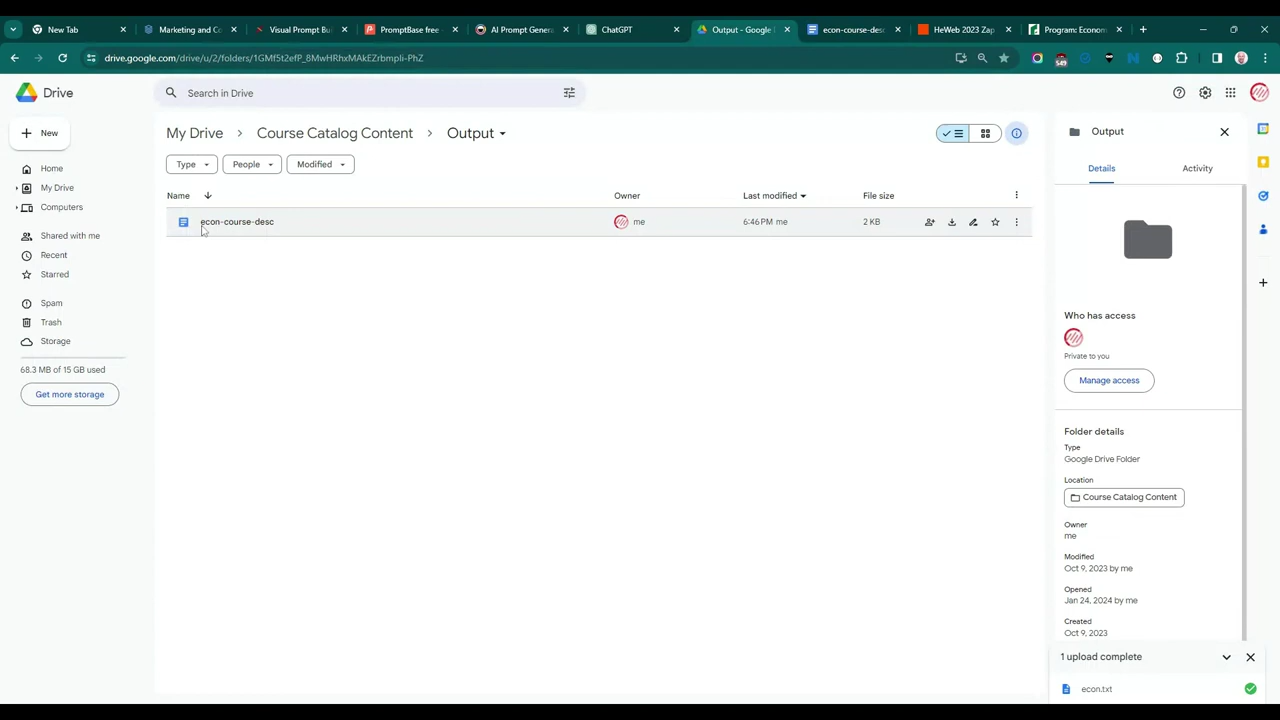 New Tab
Marketing and Co
Visual Prompt Bui
PromptBase free
AI Prompt Genera
ChatGPT
Output - Google
econ-course-desc
HeWeb 2023 Zap
Program: Econom
drive.google.com/drive/u/2/folders/1GMf5t2efP_8MwHRhxMAkEZrbmpIi-PhZ
549
Drive
Search in Drive
New
My Drive
Course Catalog Content
Output
Output
Type
People
Modified
Details
Activity
Home
My Drive
Computers
Shared with me
Recent
Starred
Spam
Trash
Storage
68.3 MB of 15 GB used
Get more storage
Name
Owner
Last modified
File size
econ-course-desc
me
6:46 PM me
2 KB
Who has access
Private to you
Manage access
Folder details
Type
Google Drive Folder
Location
Course Catalog Content
Owner
me
Modified
Oct 9, 2023 by me
Opened
Jan 24, 2024 by me
Created
Oct 9, 2023
1 upload complete
econ.txt